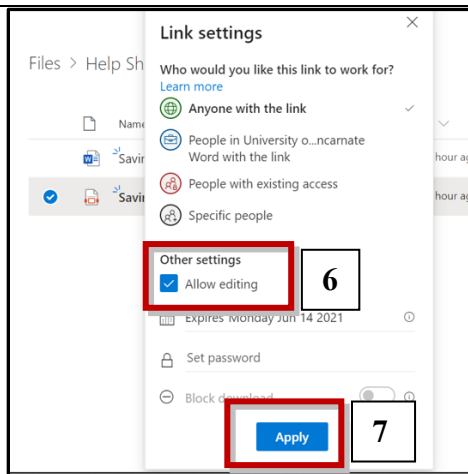 Link settings
Files > Help Sh
Who would you like this link to work for?
Learn more
Anyone with the link
Name
People in University o...ncarnate
Word with the link
Savin
hour ag
People with existing access
Savin
hour ag
Specific people
Other settings
Allow editing
6
Expires Monday Jun 14 2021
Set password
Block download
Apply
7